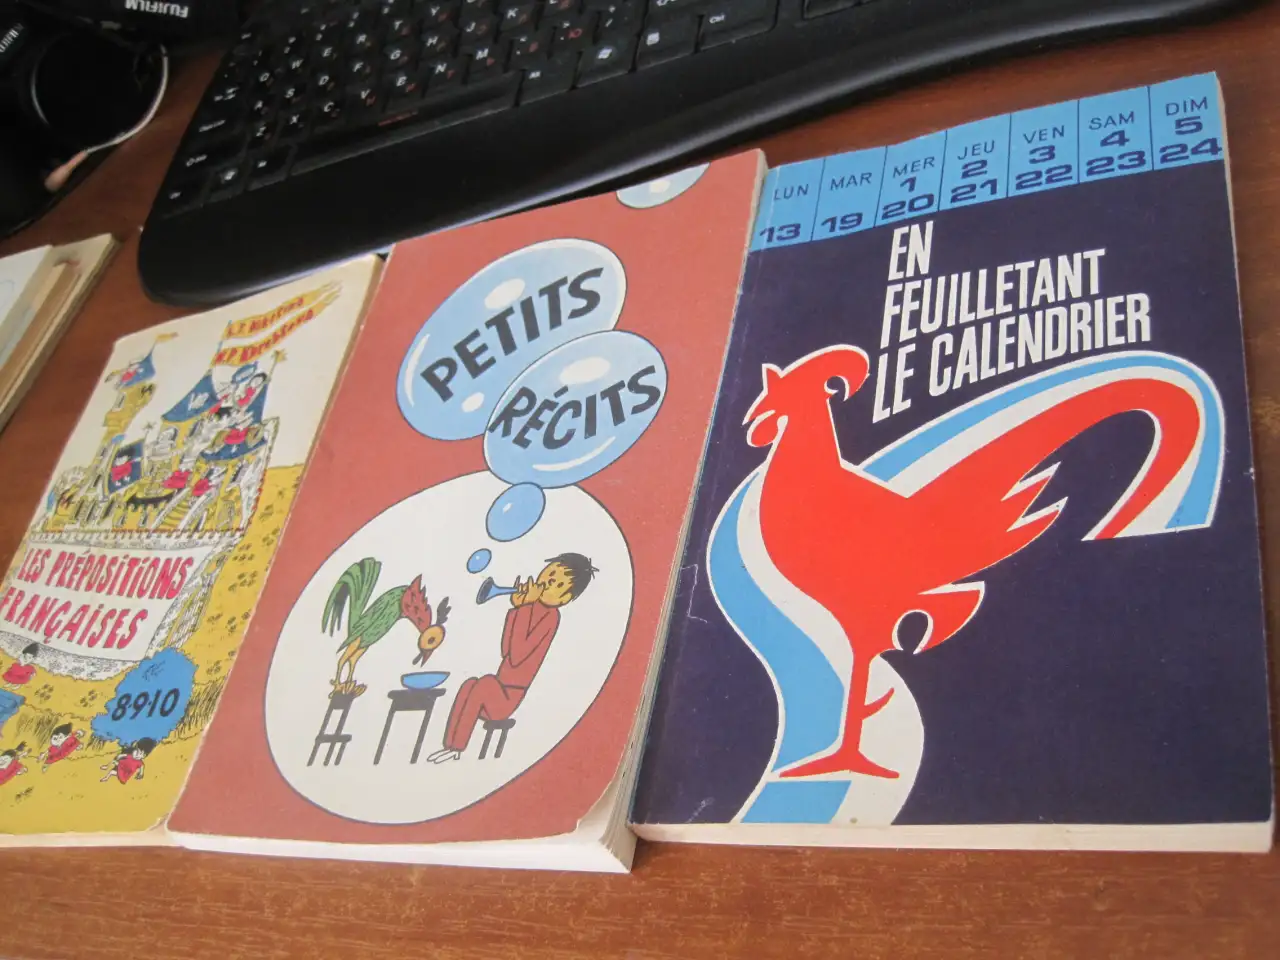 FUJIFILM
L.P. Nikitina
LES PRÉPOSITIONS
FRANÇAISES
8·9·10
PETITS
RÉCITS
LUN MAR MER JEU VEN SAM DIM
1 2 3 4 5
13 19 20 21 22 23 24
EN
FEUILLETANT
LE CALENDRIER